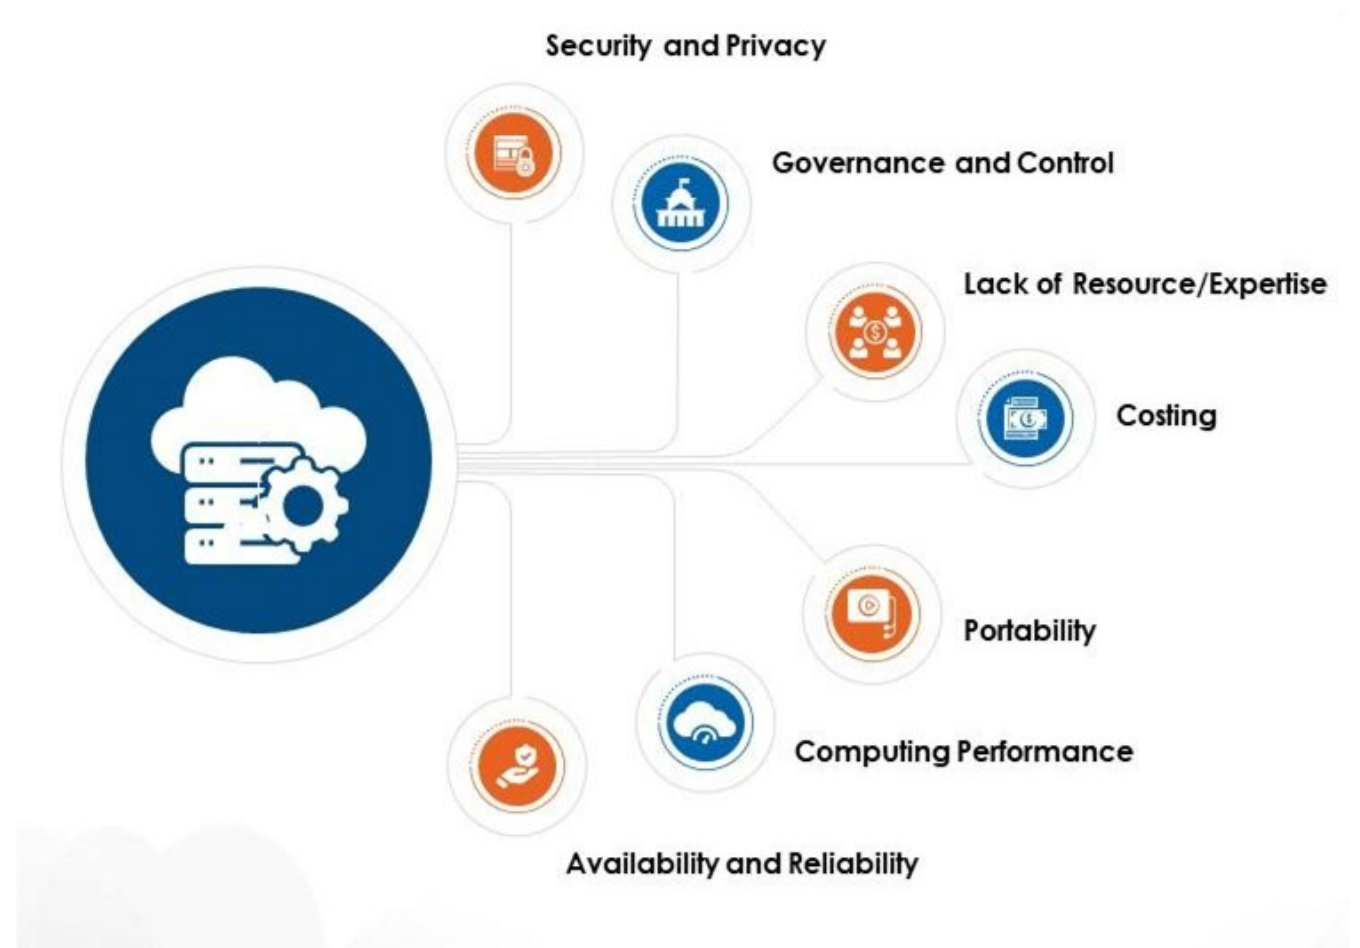 Security and Privacy
Governance and Control
Lack of Resource/Expertise
Costing
Portability
Computing Performance
Availability and Reliability